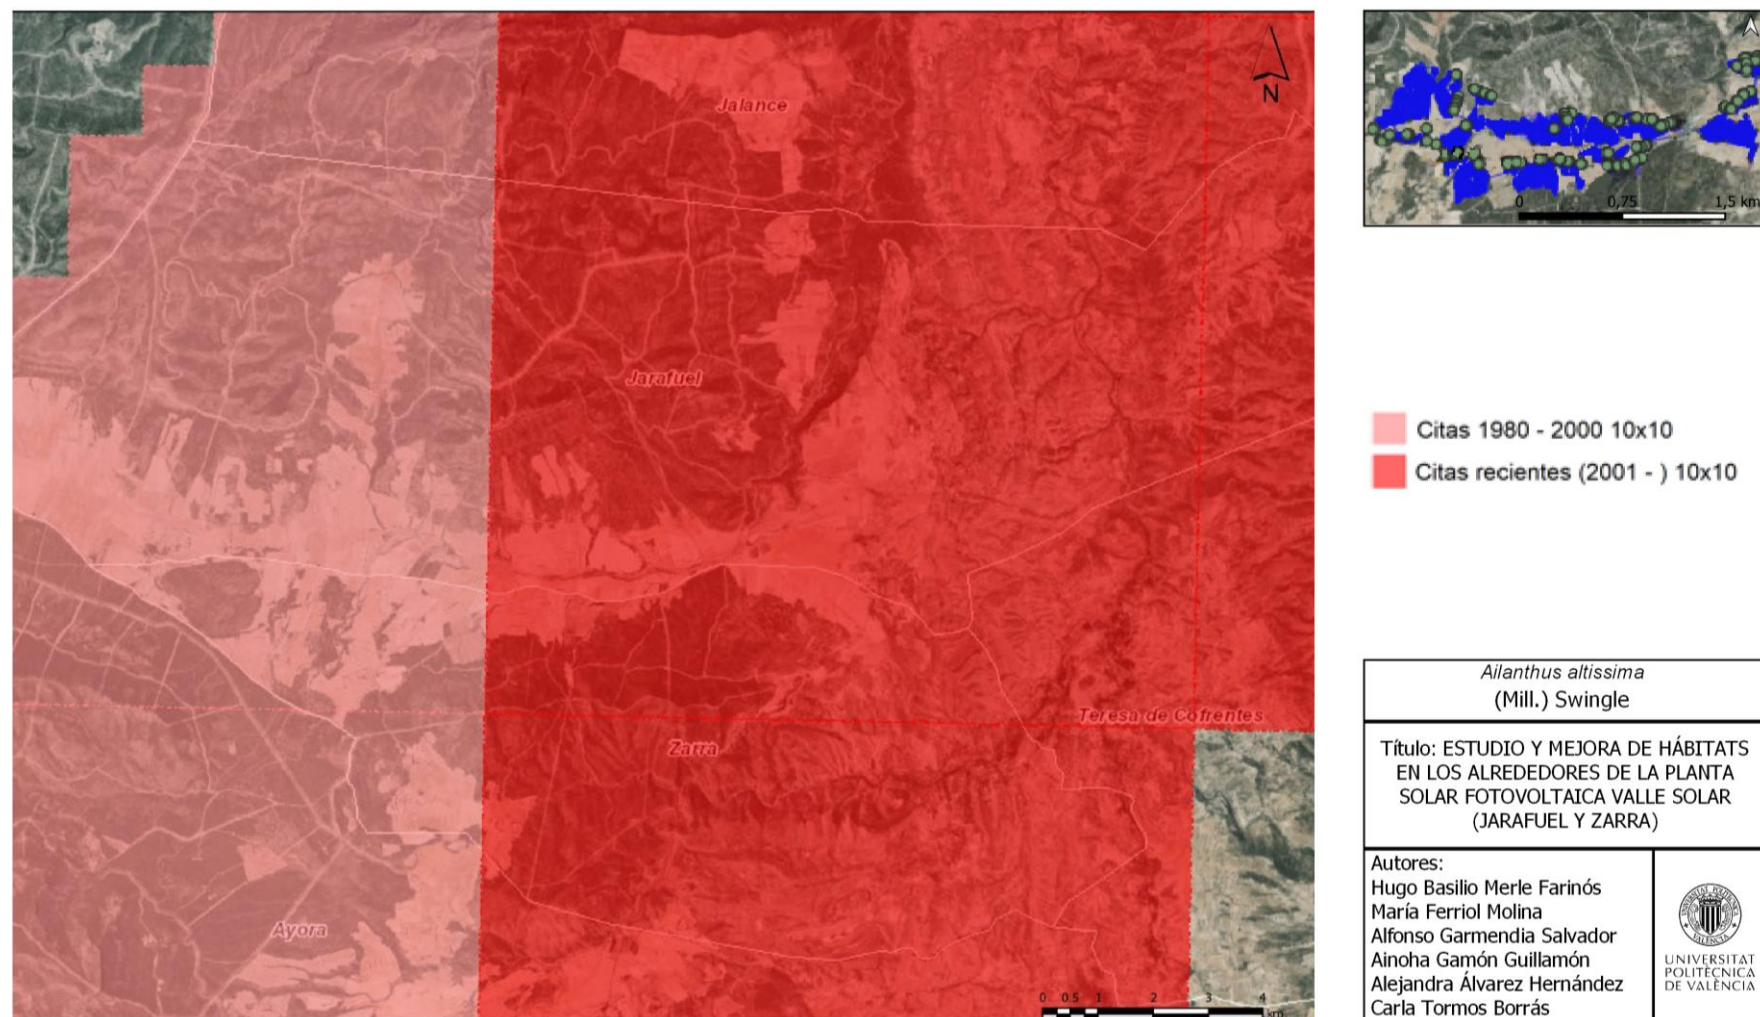 Jalance
N
Jarafuel
Zarra
Teresa de Cofrentes
Ayora
0 0.5 1 2 3 4
km
0 0,75 1,5 km
Citas 1980 - 2000 10x10
Citas recientes (2001 - ) 10x10
Ailanthus altissima
(Mill.) Swingle
Título: ESTUDIO Y MEJORA DE HÁBITATS
EN LOS ALREDEDORES DE LA PLANTA
SOLAR FOTOVOLTAICA VALLE SOLAR
(JARAFUEL Y ZARRA)
Autores:
Hugo Basilio Merle Farinós
María Ferriol Molina
Alfonso Garmendia Salvador
Ainoha Gamón Guillamón
Alejandra Álvarez Hernández
Carla Tormos Borrás
UNIVERSITAT
POLITÈCNICA
DE VALÈNCIA